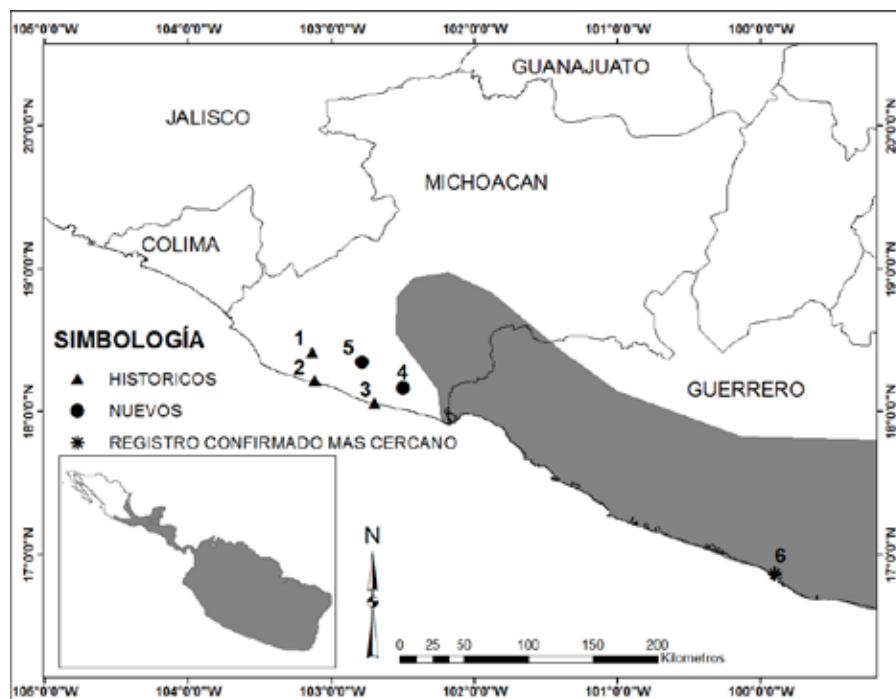 105°0'0"W 104°0'0"W 103°0'0"W 102°0'0"W 101°0'0"W 100°0'0"W
GUANAJUATO
JALISCO
20°0'0"N 20°0'0"N
MICHOACAN
COLIMA
19°0'0"N 19°0'0"N
SIMBOLOGÍA
1
5
2
4
3
HISTORICOS
NUEVOS
REGISTRO CONFIRMADO MAS CERCANO
GUERRERO
18°0'0"N 18°0'0"N
N
17°0'0"N 17°0'0"N
6
0 25 50 100 150 200
Kilometros
105°0'0"W 104°0'0"W 103°0'0"W 102°0'0"W 101°0'0"W 100°0'0"W